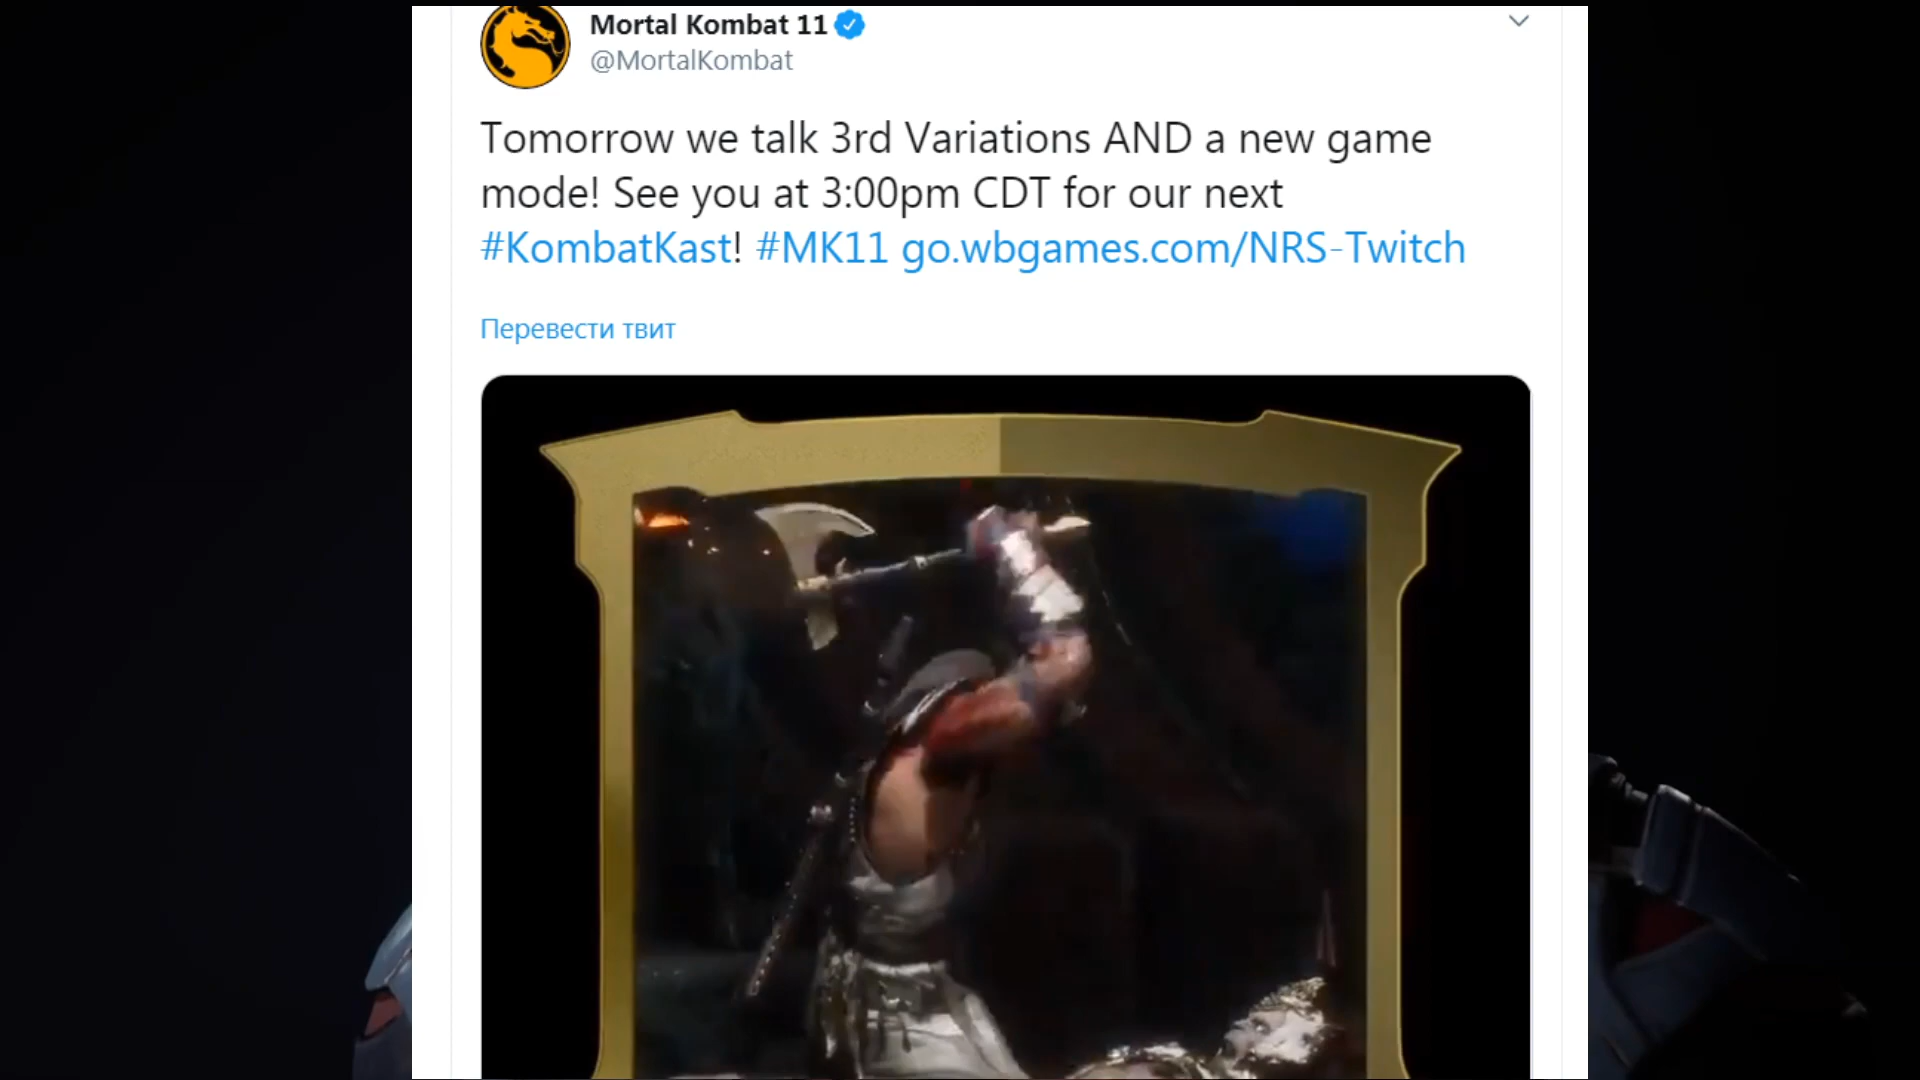 Mortal Kombat 11
@MortalKombat
Tomorrow we talk 3rd Variations AND a new game
mode! See you at 3:00pm CDT for our next
#KombatKast! #MK11 go.wbgames.com/NRS-Twitch
Перевести твит